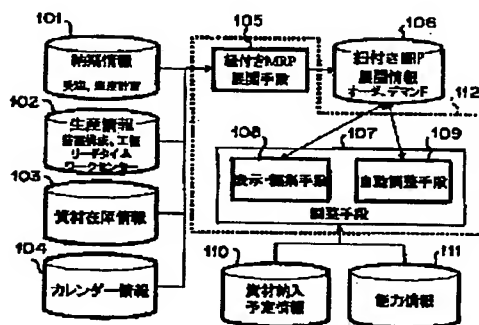 101
納期情報
受注、生産計画
102
生産情報
部品構成、工程
リードタイム
ワークセンター
103
資材在庫情報
104
カレンダー情報
105
紐付きMRP
展開手段
106
紐付きMRP
展開情報
オーダ、デマンド
112
108
107
109
表示・編集手段
自動調整手段
調整手段
110
資材納入
予定情報
111
能力情報